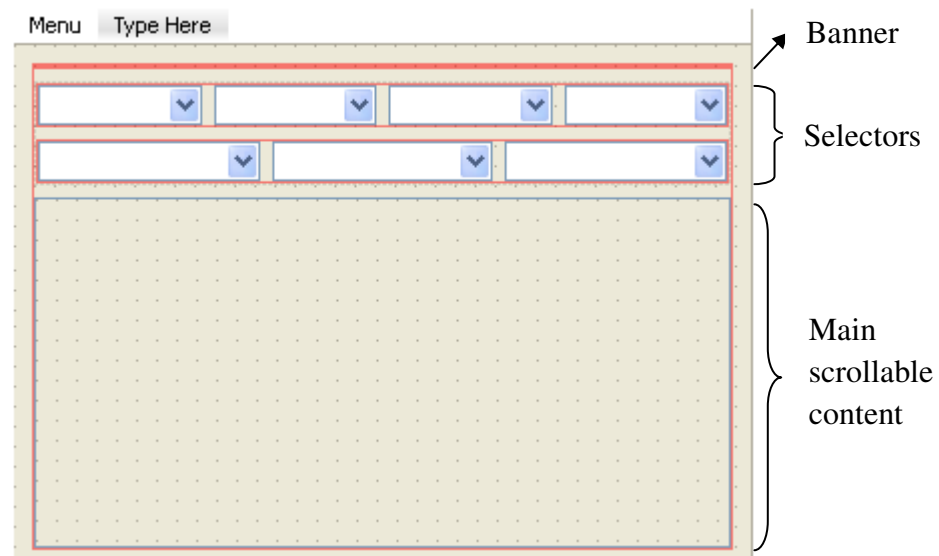 Menu Type Here
Banner
Selectors
Main
scrollable
content